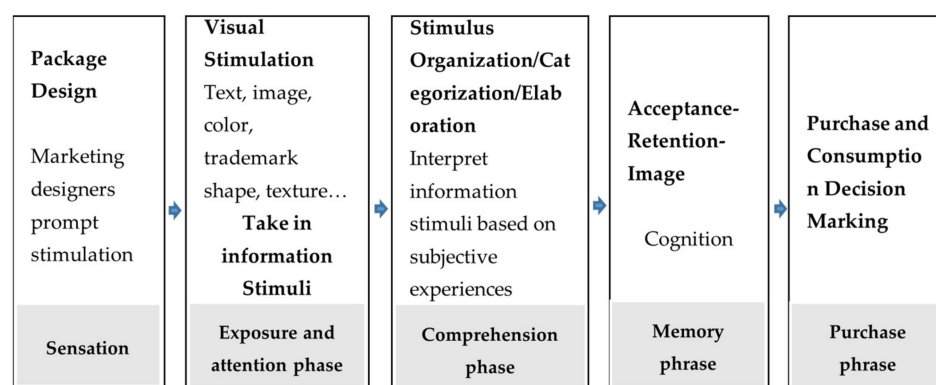 Package
Design
Marketing
designers
prompt
stimulation
Sensation
Visual
Stimulation
Text, image,
color,
trademark
shape, texture…
Take in
information
Stimuli
Exposure and
attention phase
Stimulus
Organization/Cat
egorization/Elab
oration
Interpret
information
stimuli based on
subjective
experiences
Comprehension
phase
Acceptance-
Retention-
Image
Cognition
Memory
phrase
Purchase and
Consumptio
n Decision
Marking
Purchase
phrase